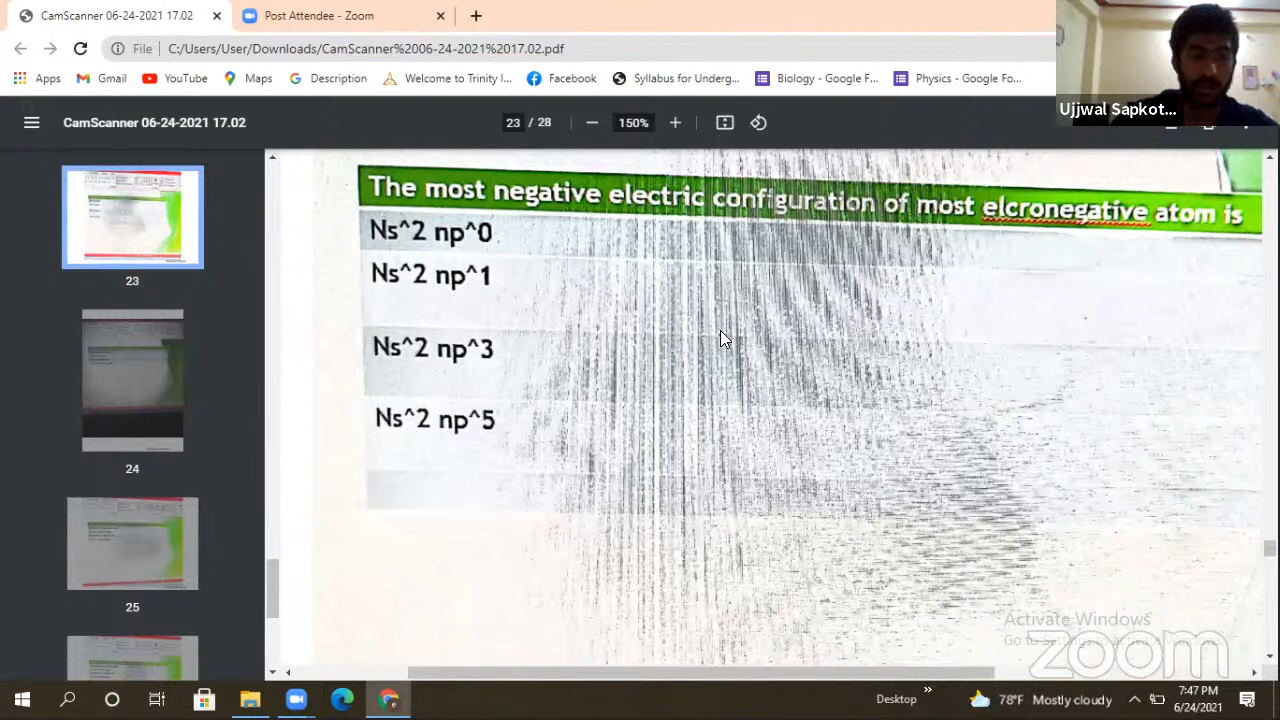 CamScanner 06-24-2021 17.02
Post Attendee - Zoom
File
C:/Users/User/Downloads/CamScanner%2006-24-2021%2017.02.pdf
Apps
Gmail
YouTube
Maps
Description
Welcome to Trinity I...
Facebook
Syllabus for Underg...
Biology - Google F...
Physics - Google Fo...
Ujjwal Sapkot...
CamScanner 06-24-2021 17.02
23 / 28
150%
The most negative electric configuration of most elcronegative atom is
Ns^2 np^0
Ns^2 np^1
Ns^2 np^3
Ns^2 np^5
23
24
25
Activate Windows
Go to
zoom
Desktop
78°F Mostly cloudy
7:47 PM
6/24/2021